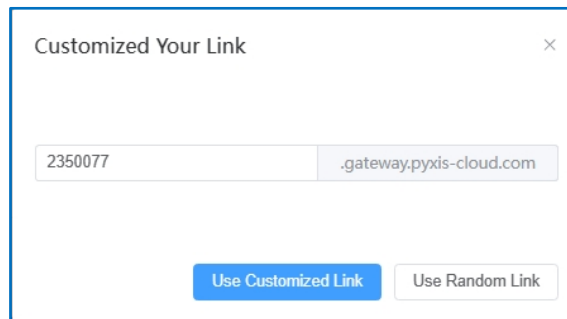 Customized Your Link
2350077 .gateway.pyxis-cloud.com
Use Customized Link Use Random Link